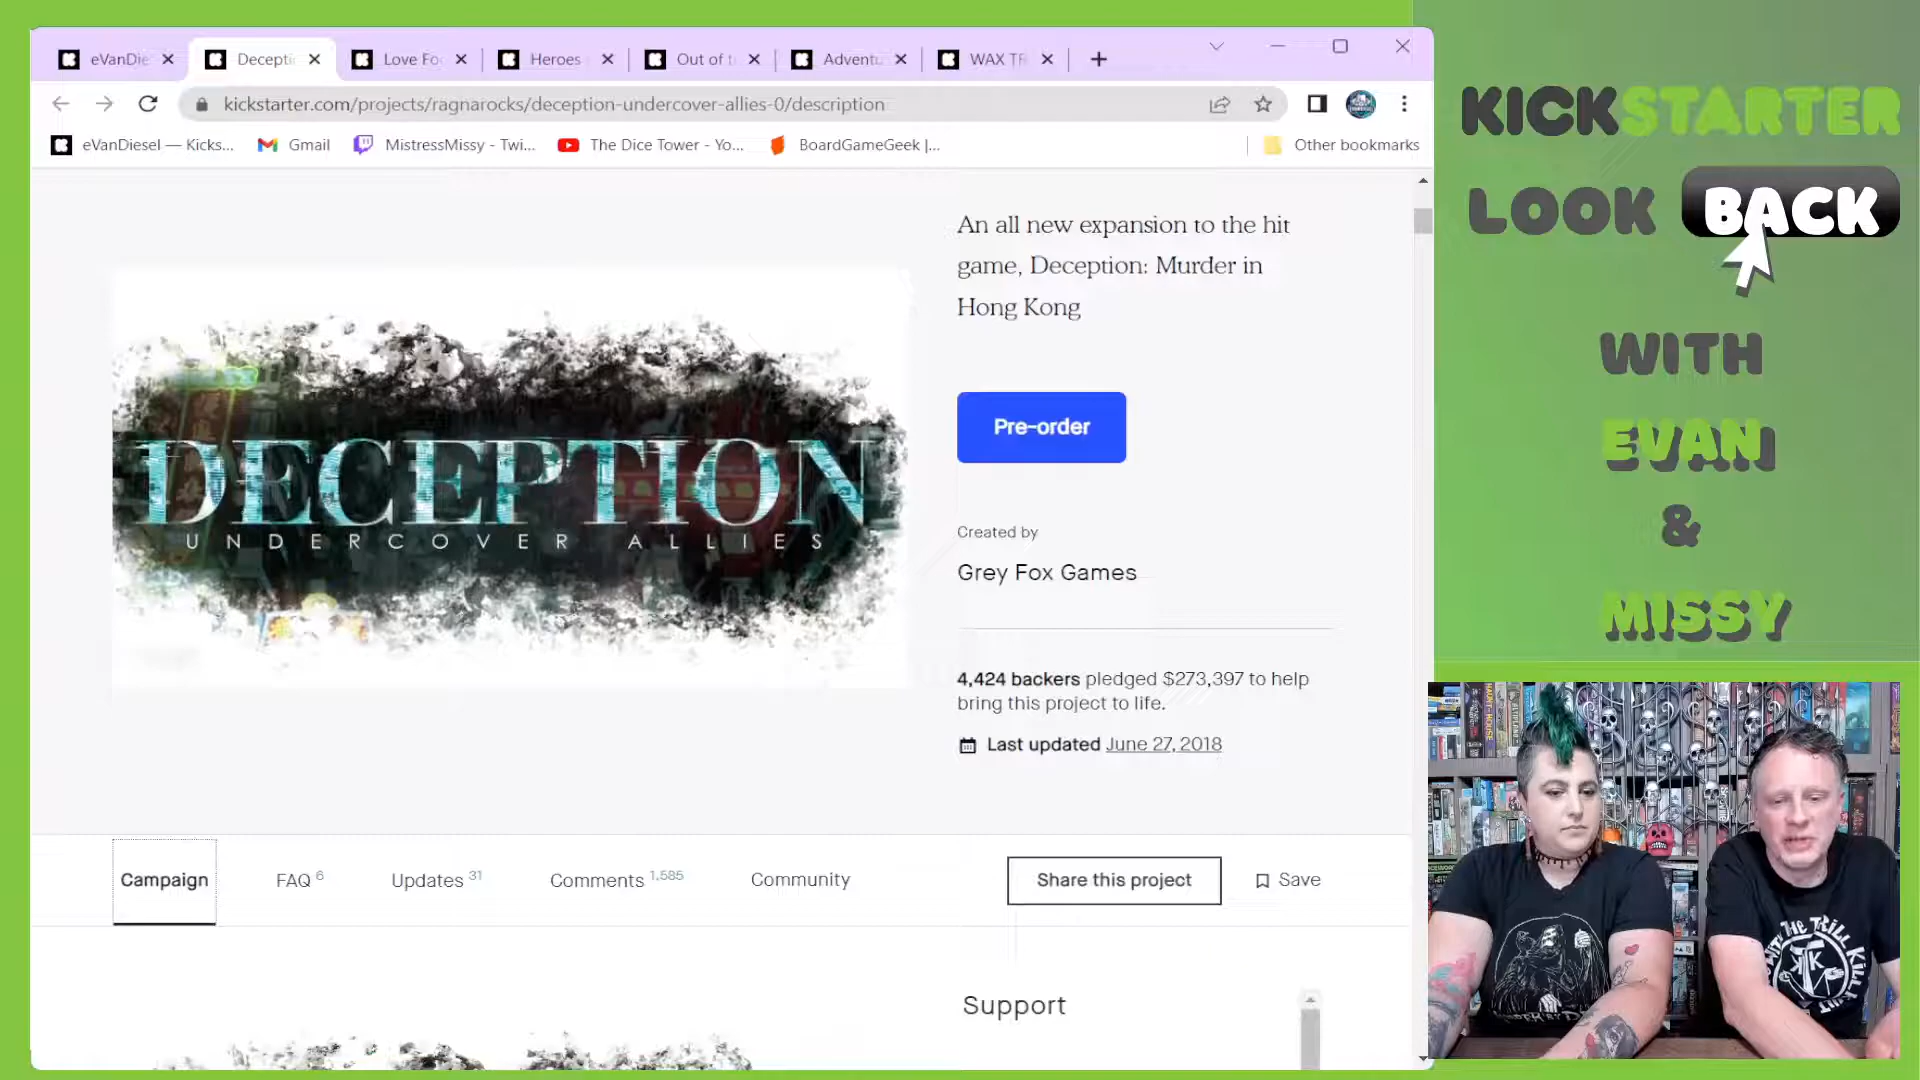 eVanDie
Decepti
Love Fo
Heroes
Out of t
Adventu
WAX TR
kickstarter.com/projects/ragnarocks/deception-undercover-allies-0/description
eVanDiesel — Kicks...
Gmail
MistressMissy - Twi...
The Dice Tower - Yo...
BoardGameGeek |...
Other bookmarks
An all new expansion to the hit
game, Deception: Murder in
Hong Kong
DECEPTION
UNDERCOVER ALLIES
Pre-order
Created by
Grey Fox Games
4,424 backers pledged $273,397 to help
bring this project to life.
Last updated June 27, 2018
Campaign
FAQ 6
Updates 31
Comments 1,585
Community
Share this project
Save
Support
KICKSTARTER
LOOK BACK
WITH
EVAN
&
MISSY